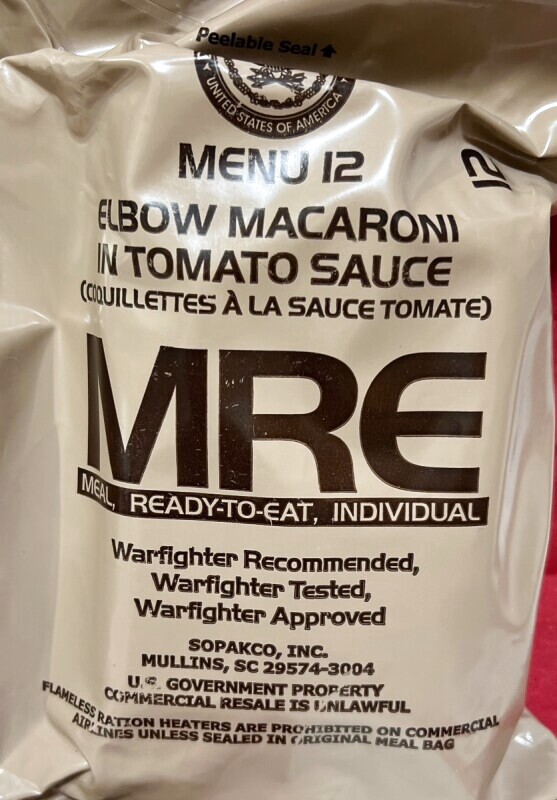 Peelable Seal ↑
UNITED STATES OF AMERICA
MENU 12
12
ELBOW MACARONI
IN TOMATO SAUCE
(COQUILLETTES À LA SAUCE TOMATE)
MRE
MEAL, READY-TO-EAT, INDIVIDUAL
Warfighter Recommended,
Warfighter Tested,
Warfighter Approved
SOPAKCO, INC.
MULLINS, SC 29574-3004
U.S. GOVERNMENT PROPERTY
COMMERCIAL RESALE IS UNLAWFUL
FLAMELESS RATION HEATERS ARE PROHIBITED ON COMMERCIAL
AIRLINES UNLESS SEALED IN ORIGINAL MEAL BAG